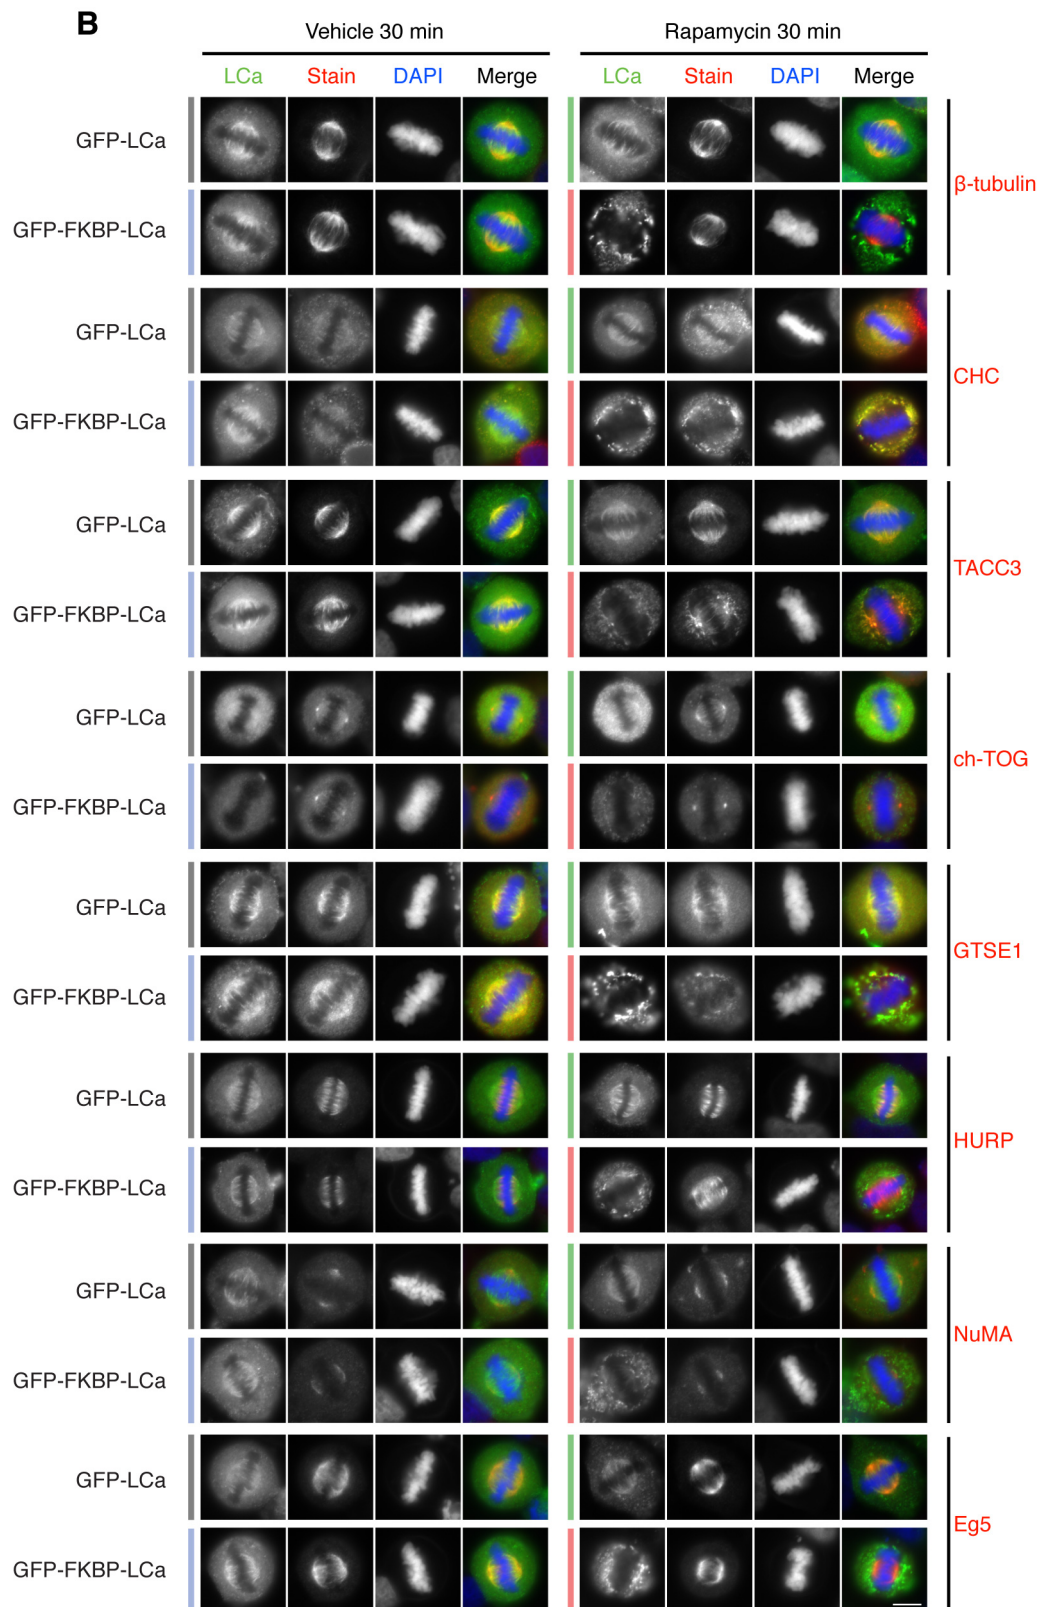 B
Vehicle 30 min Rapamycin 30 min
LCa Stain DAPI Merge LCa Stain DAPI Merge
GFP-LCa
β-tubulin
GFP-FKBP-LCa
GFP-LCa
CHC
GFP-FKBP-LCa
GFP-LCa
TACC3
GFP-FKBP-LCa
GFP-LCa
ch-TOG
GFP-FKBP-LCa
GFP-LCa
GTSE1
GFP-FKBP-LCa
GFP-LCa
HURP
GFP-FKBP-LCa
GFP-LCa
NuMA
GFP-FKBP-LCa
GFP-LCa
Eg5
GFP-FKBP-LCa